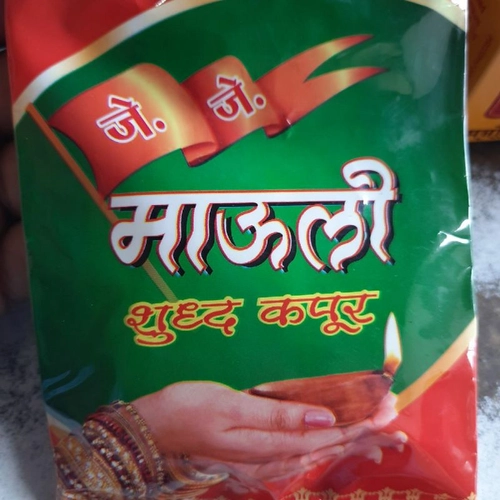 जे. जे.
माऊली
शुध्द कपूर